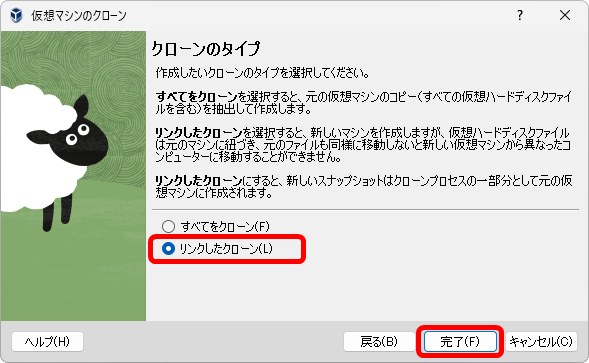 仮想マシンのクローン
クローンのタイプ
作成したいクローンのタイプを選択してください。
すべてをクローンを選択すると、元の仮想マシンのコピー(すべての仮想ハードディスクファイ
ルを含む)を抽出して作成します。
リンクしたクローンを選択すると、新しいマシンを作成しますが、仮想ハードディスクファイル
は元のマシンに紐づき、元のファイルも同様に移動しないと新しい仮想マシンから異なったコ
ンピューターに移動することができません。
リンクしたクローンにすると、新しいスナップショットはクローンプロセスの一部分として元の仮
想マシンに作成されます。
すべてをクローン(F)
リンクしたクローン(L)
ヘルプ(H)
戻る(B)
完了(F)
キャンセル(C)